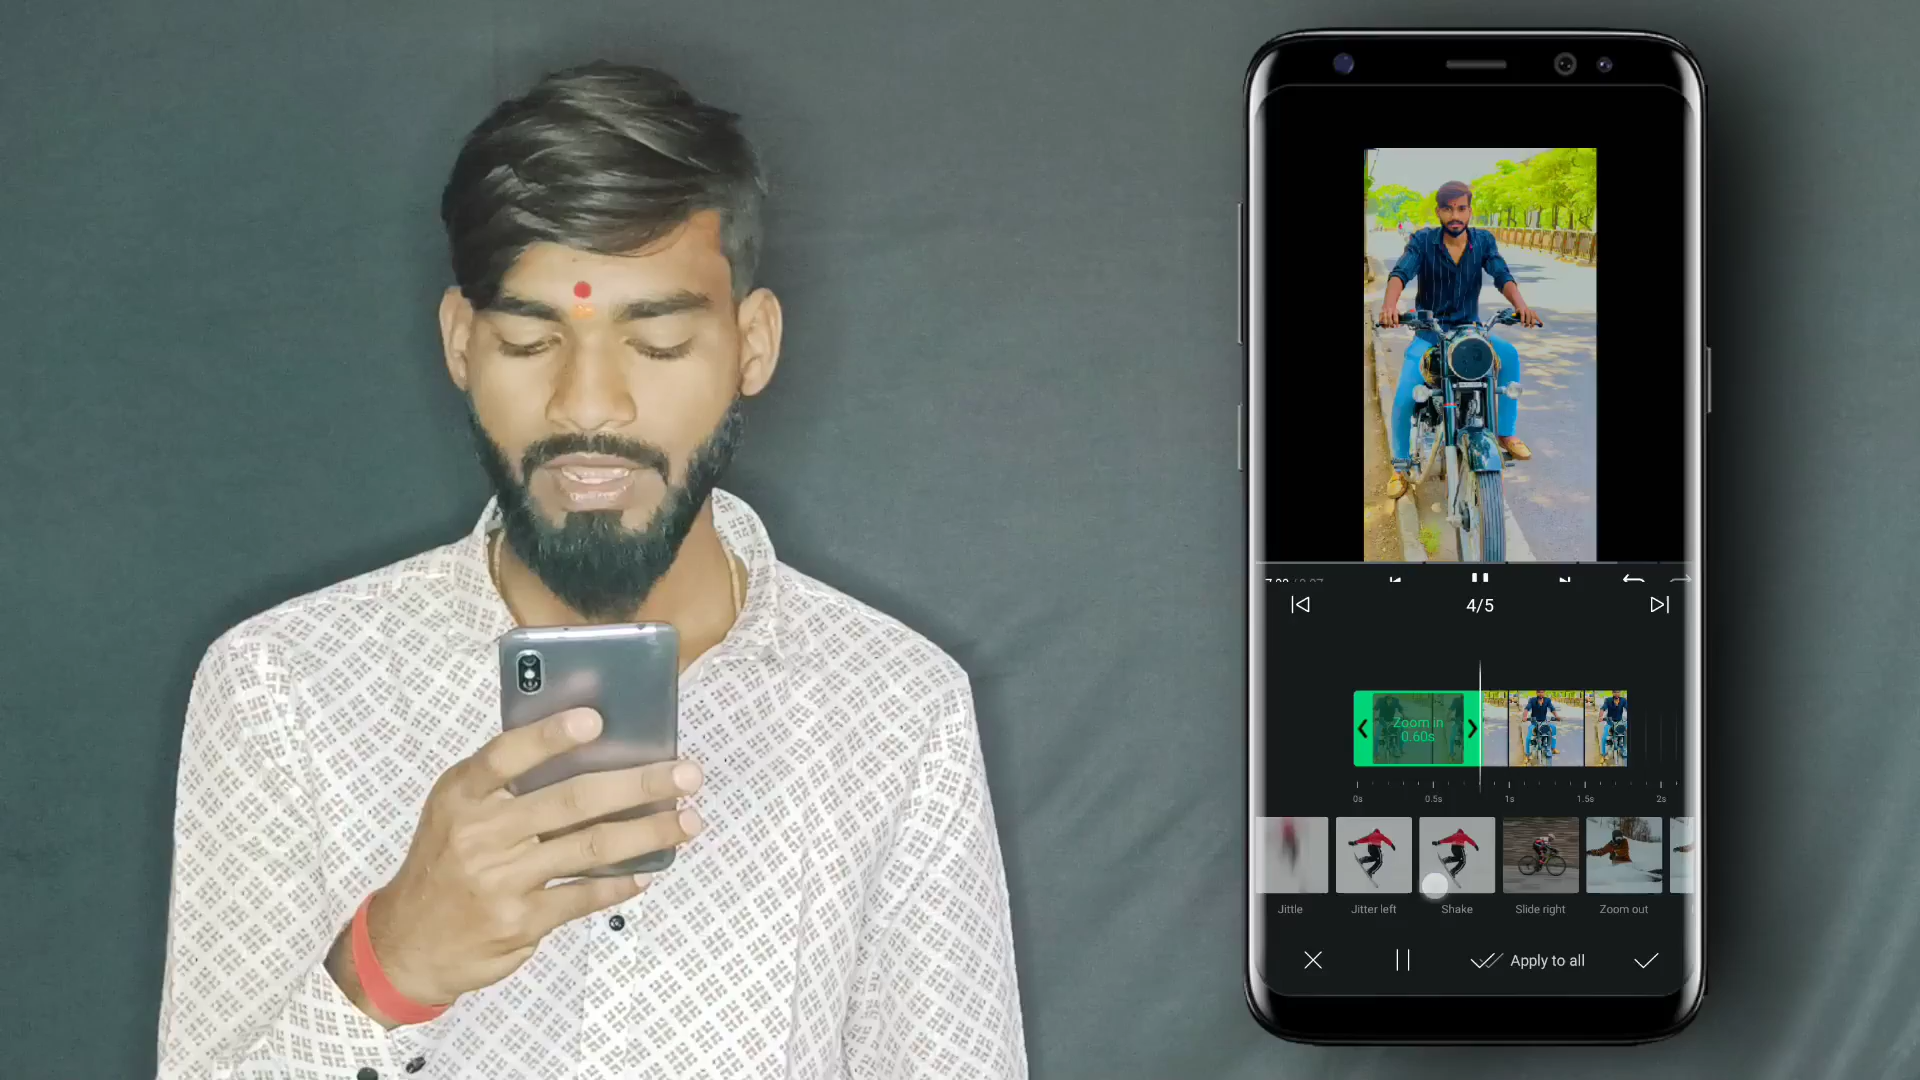 4/5
Zoom in
0.60s
0s 0.5s 1s 1.5s 2s
Jittle Jitter left Shake Slide right Zoom out
Apply to all